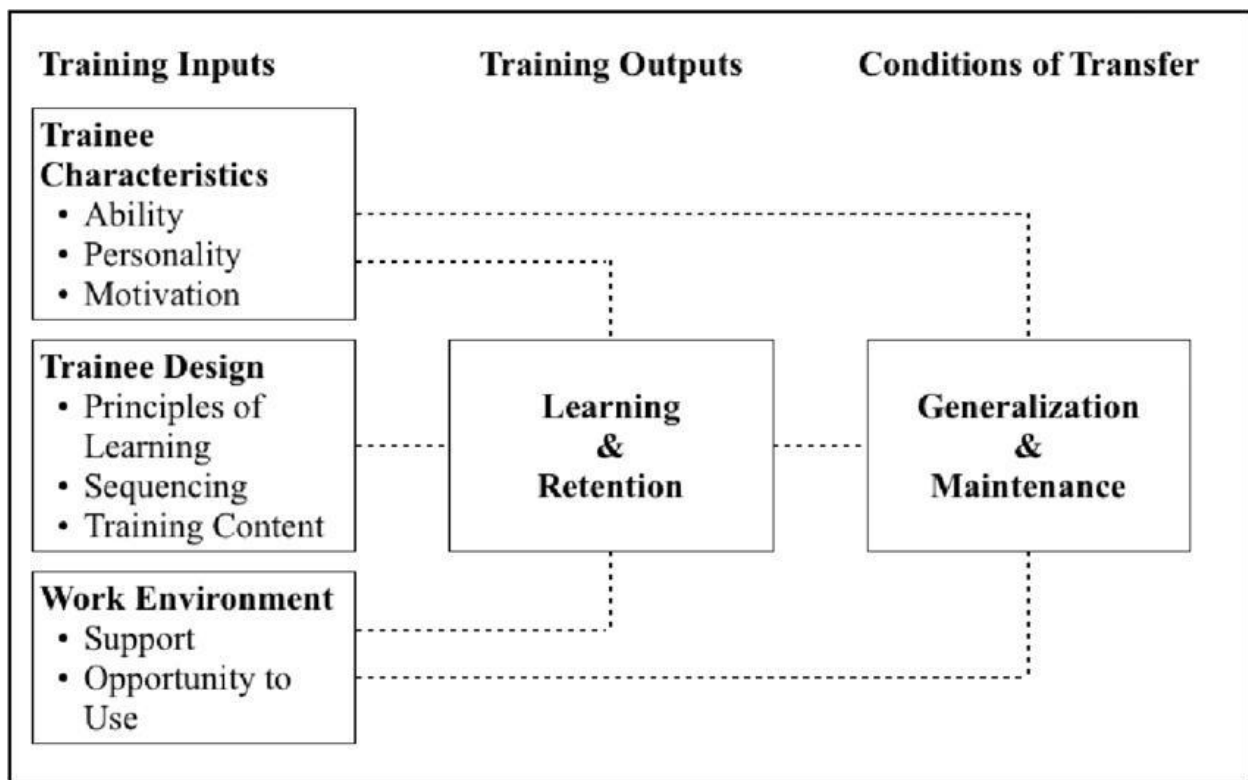 Training Inputs
Training Outputs
Conditions of Transfer
Trainee
Characteristics
• Ability
• Personality
• Motivation
Trainee Design
• Principles of
Learning
• Sequencing
• Training Content
Work Environment
• Support
• Opportunity to
Use
Learning
&
Retention
Generalization
&
Maintenance